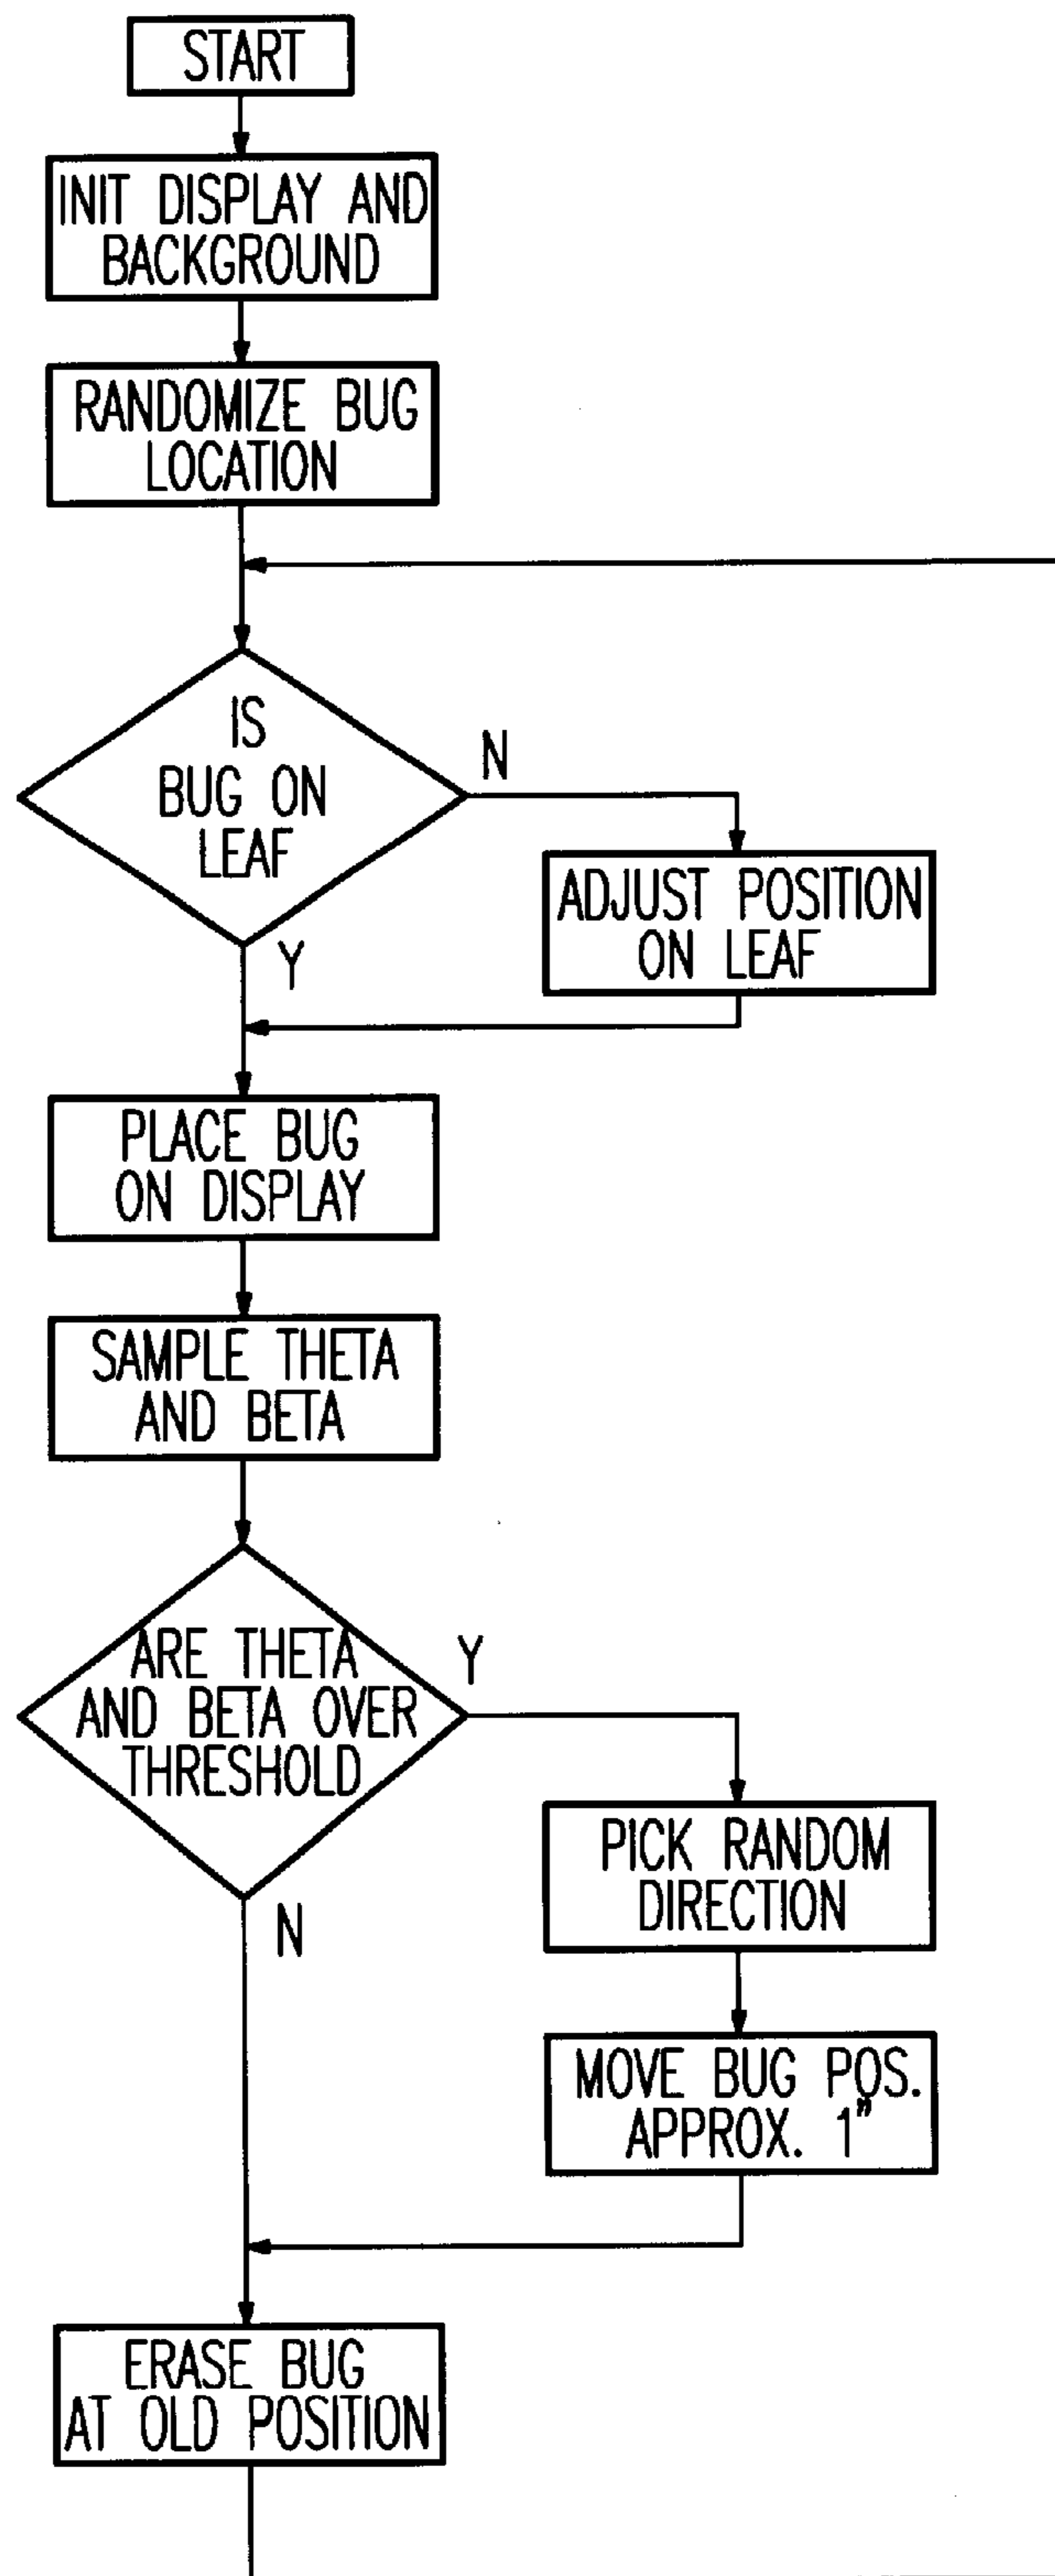 START
INIT DISPLAY AND
BACKGROUND
RANDOMIZE BUG
LOCATION
IS
BUG ON
LEAF
N
ADJUST POSITION
ON LEAF
Y
PLACE BUG
ON DISPLAY
SAMPLE THETA
AND BETA
ARE THETA
AND BETA OVER
THRESHOLD
Y
PICK RANDOM
DIRECTION
N
MOVE BUG POS.
APPROX. 1"
ERASE BUG
AT OLD POSITION